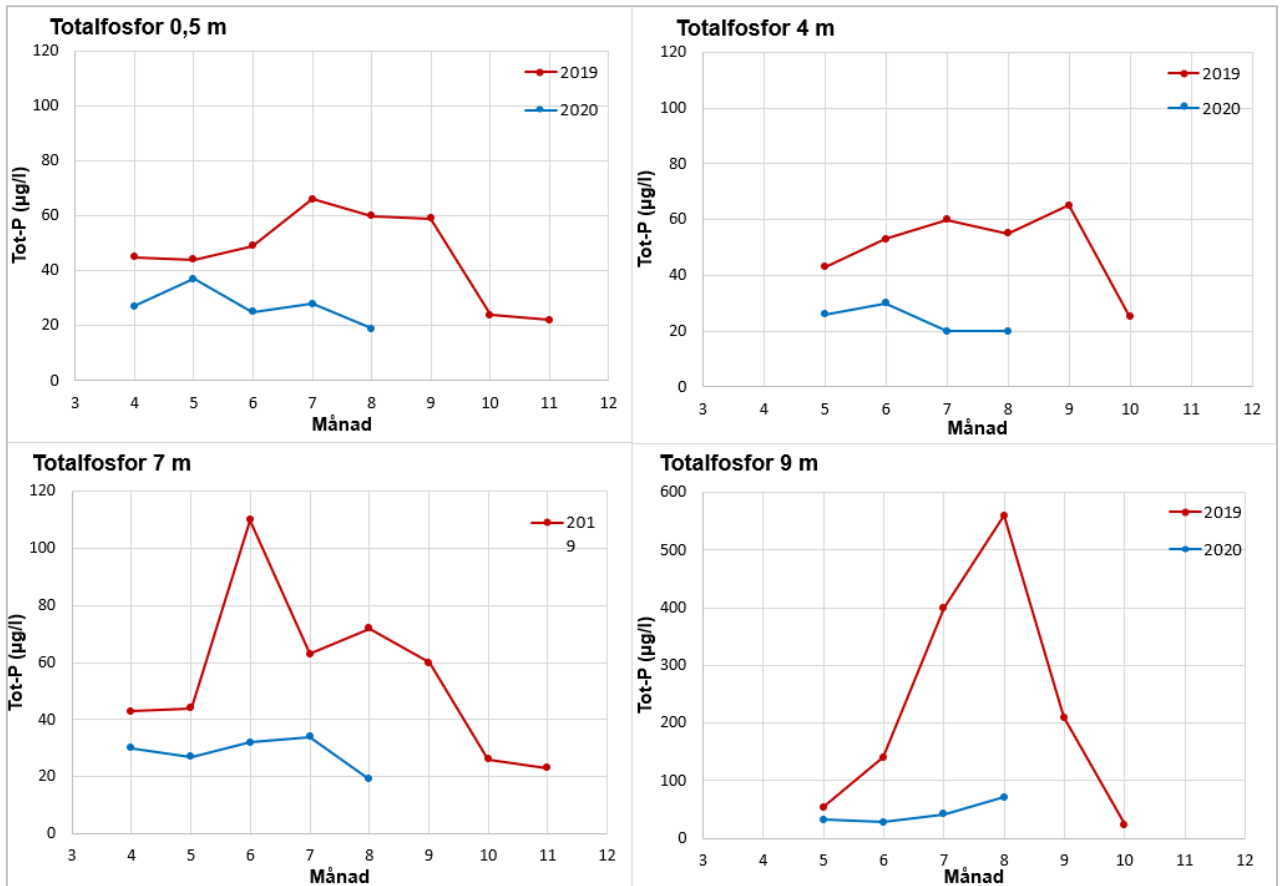 Totalfosfor 0,5 m
120
100
80
60
40
20
0
Tot-P (µg/l)
3 4 5 6 7 8 9 10 11 12
Månad
2019
2020
Totalfosfor 4 m
120
100
80
60
40
20
0
Tot-P (µg/l)
3 4 5 6 7 8 9 10 11 12
Månad
2019
2020
Totalfosfor 7 m
120
100
80
60
40
20
0
Tot-P (µg/l)
3 4 5 6 7 8 9 10 11 12
Månad
201
9
Totalfosfor 9 m
600
500
400
300
200
100
0
Tot-P (µg/l)
3 4 5 6 7 8 9 10 11 12
Månad
2019
2020